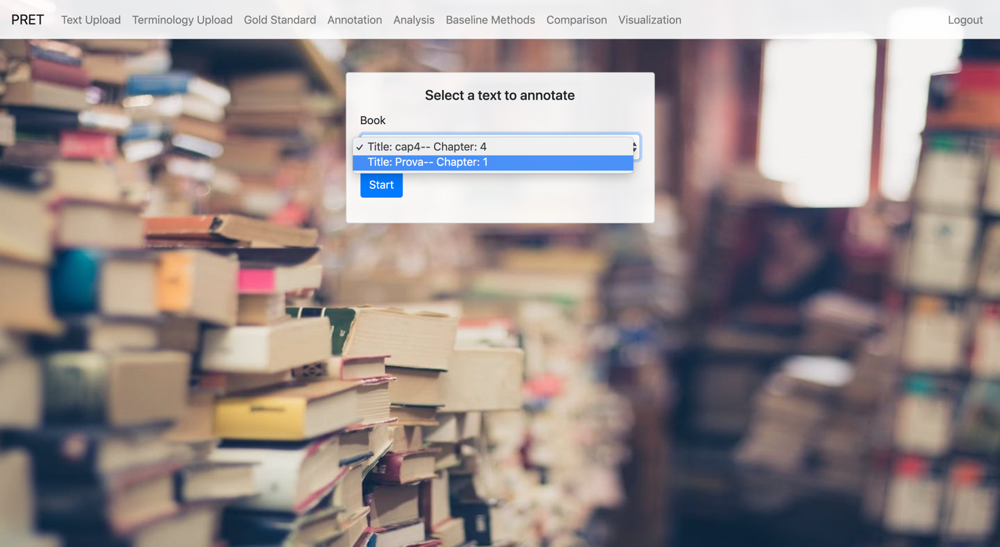 PRET Text Upload Terminology Upload Gold Standard Annotation Analysis Baseline Methods Comparison Visualization Logout
Select a text to annotate
Book
✓ Title: cap4-- Chapter: 4
Title: Prova-- Chapter: 1
Start